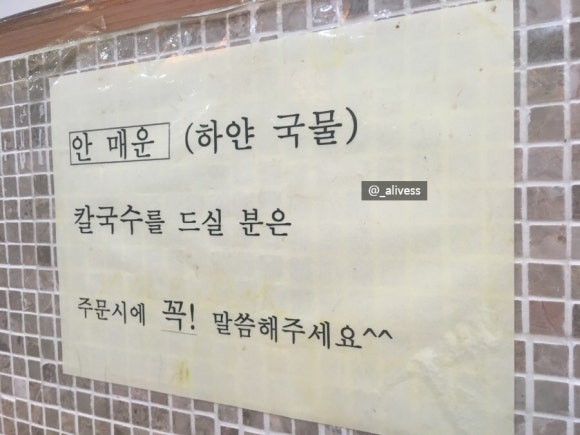 안 매운 (하얀 국물)
@_alivess
칼국수를 드실 분은
주문시에 꼭! 말씀해주세요^^